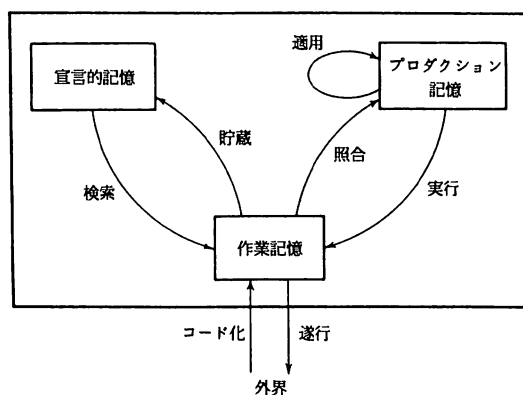 適用
宣言的記憶
プロダクション
記憶
貯蔵
照合
検索
実行
作業記憶
コード化
遂行
外界